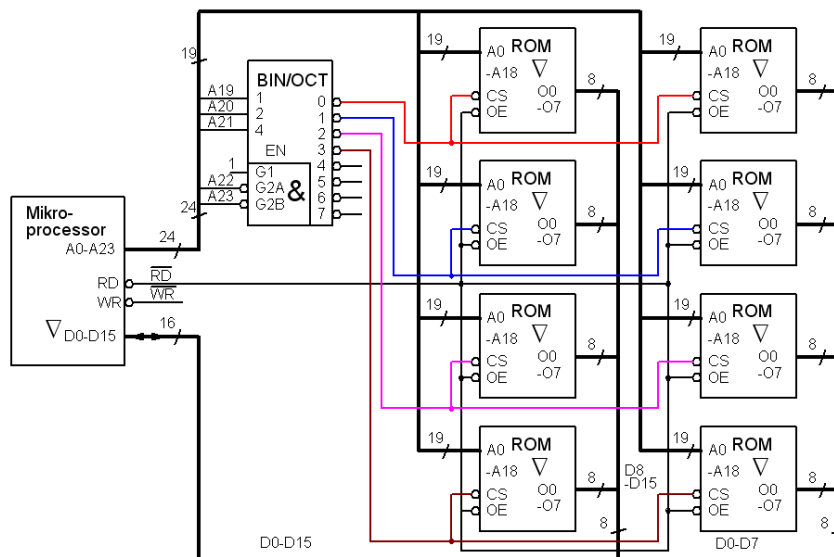 19
A19
A20
A21
1
A22
A23
24
BIN/OCT
1
2
4
EN
G1
G2A
G2B
&
0
1
2
3
4
5
6
7
Mikro-
processor
A0-A23
24
RD
RD
WR
WR
D0-D15
16
19
A0
ROM
-A18
8
CS
O0
OE
-O7
19
A0
ROM
-A18
8
CS
O0
OE
-O7
19
A0
ROM
-A18
8
CS
O0
OE
-O7
19
A0
ROM
-A18
8
CS
O0
OE
-O7
19
A0
ROM
-A18
8
CS
O0
OE
-O7
19
A0
ROM
-A18
8
CS
O0
OE
-O7
19
A0
ROM
-A18
8
CS
O0
OE
-O7
19
A0
ROM
-A18
8
CS
O0
OE
-O7
D8
-D15
8
8
D0-D15
D0-D7